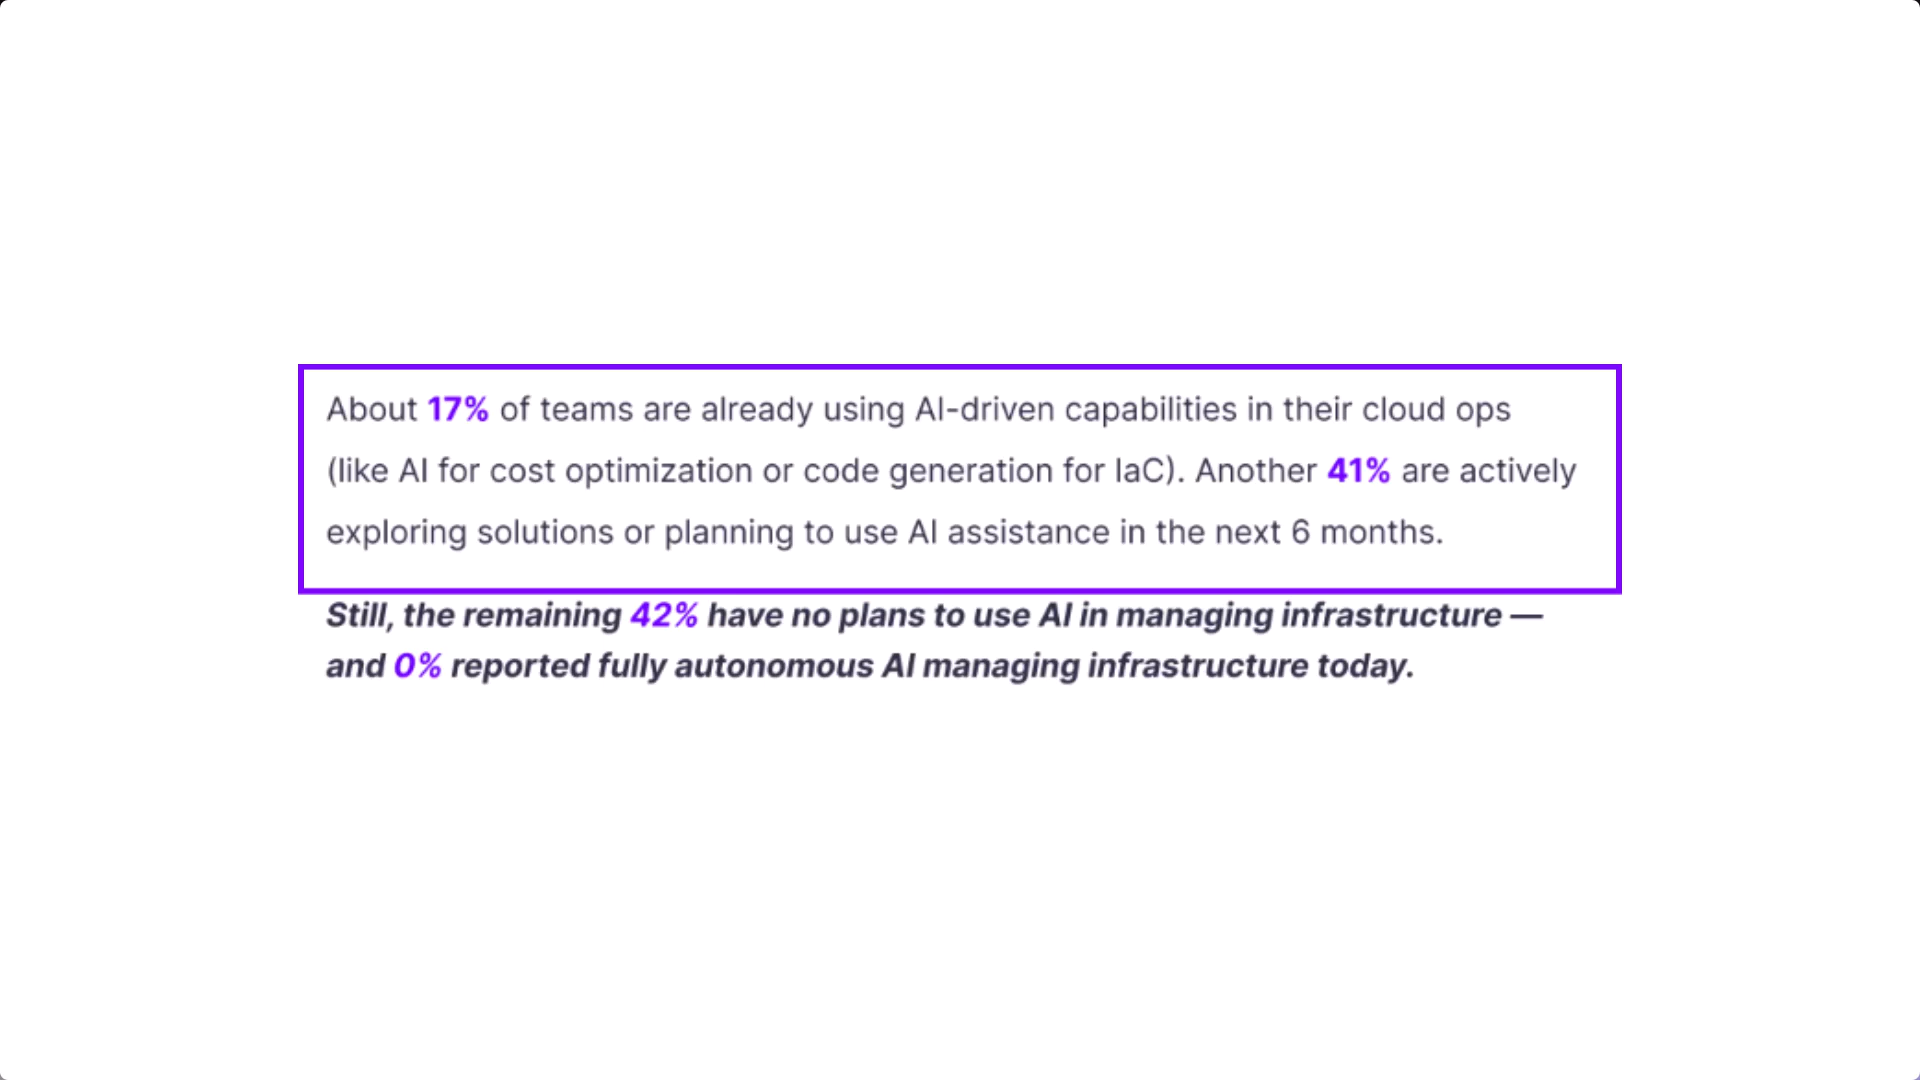 About 17% of teams are already using AI-driven capabilities in their cloud ops
(like AI for cost optimization or code generation for IaC). Another 41% are actively
exploring solutions or planning to use AI assistance in the next 6 months.
Still, the remaining 42% have no plans to use AI in managing infrastructure —
and 0% reported fully autonomous AI managing infrastructure today.